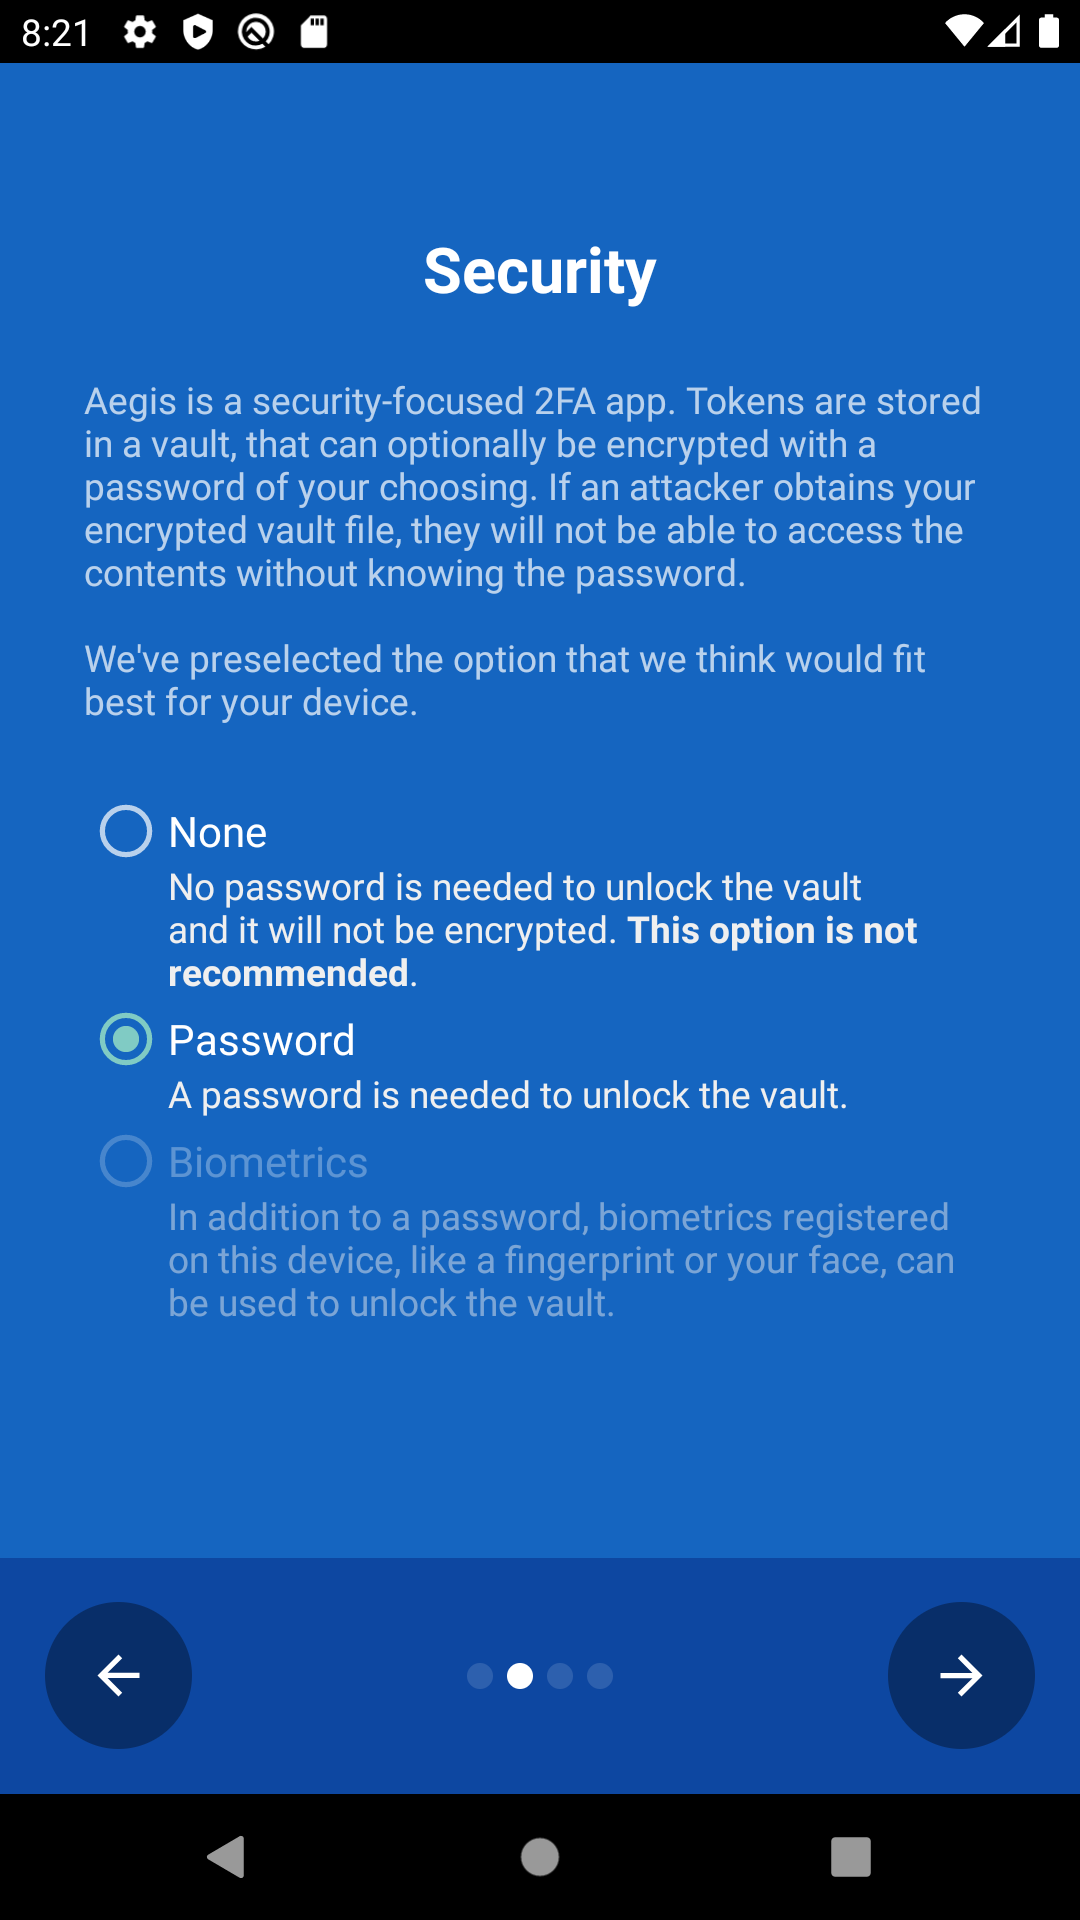 8:21
Security
Aegis is a security-focused 2FA app. Tokens are stored
in a vault, that can optionally be encrypted with a
password of your choosing. If an attacker obtains your
encrypted vault file, they will not be able to access the
contents without knowing the password.
We've preselected the option that we think would fit
best for your device.
None
No password is needed to unlock the vault
and it will not be encrypted. This option is not
recommended.
Password
A password is needed to unlock the vault.
Biometrics
In addition to a password, biometrics registered
on this device, like a fingerprint or your face, can
be used to unlock the vault.